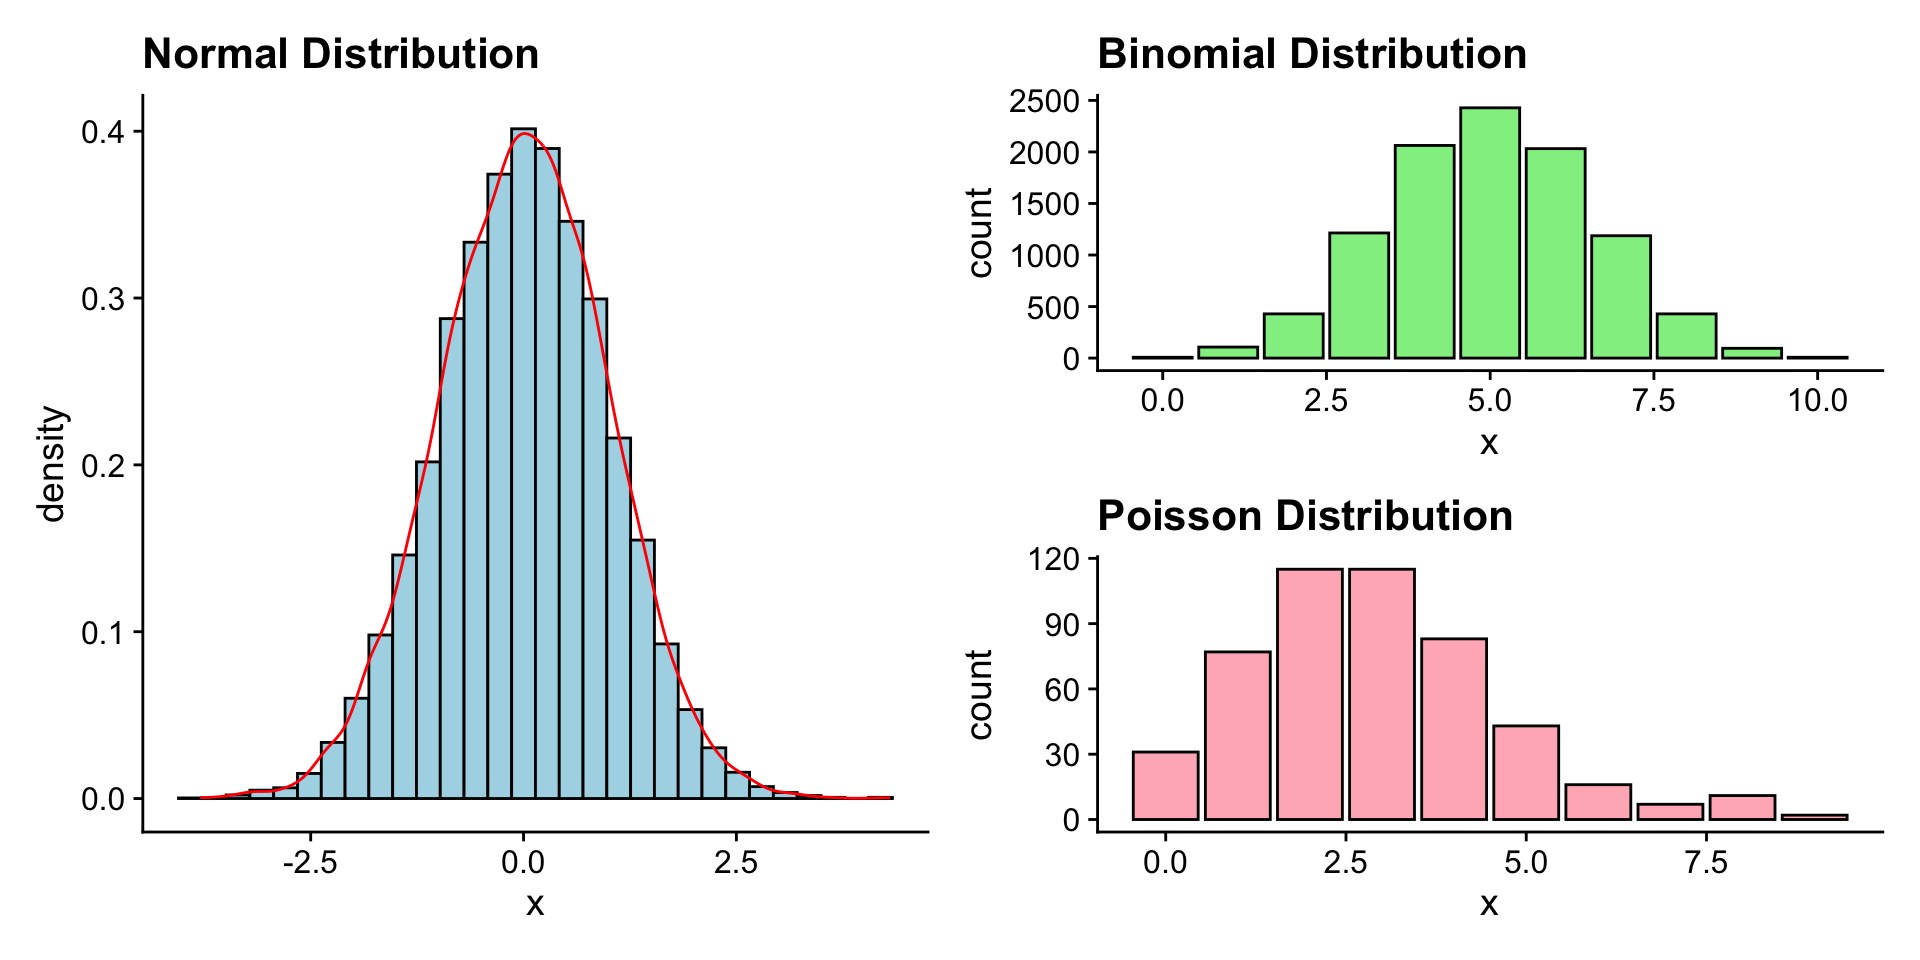 Normal Distribution
density
0.4
0.3
0.2
0.1
0.0
-2.5 0.0 2.5
x
Binomial Distribution
count
2500
2000
1500
1000
500
0
0.0 2.5 5.0 7.5 10.0
x
Poisson Distribution
count
120
90
60
30
0
0.0 2.5 5.0 7.5
x